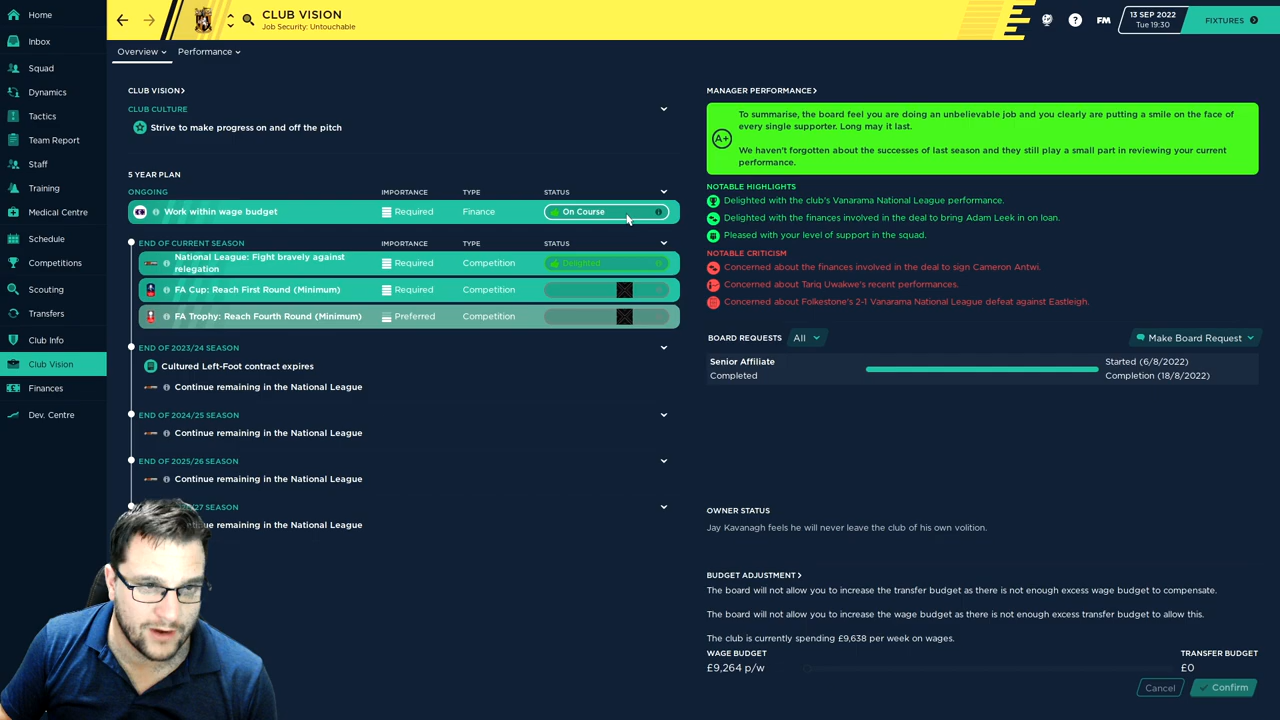 Home
Inbox
Squad
Dynamics
Tactics
Team Report
Staff
Training
Medical Centre
Schedule
Competitions
Scouting
Transfers
Club Info
Club Vision
Finances
Dev. Centre
CLUB VISION
Job Security: Untouchable
FM
13 SEP 2022
Tue 19:30
FIXTURES
Overview
Performance
CLUB VISION>
CLUB CULTURE
Strive to make progress on and off the pitch
5 YEAR PLAN
ONGOING IMPORTANCE TYPE STATUS
Work within wage budget Required Finance On Course
END OF CURRENT SEASON IMPORTANCE TYPE STATUS
National League: Fight bravely against
relegation Required Competition Delighted
FA Cup: Reach First Round (Minimum) Required Competition
FA Trophy: Reach Fourth Round (Minimum) Preferred Competition
END OF 2023/24 SEASON
Cultured Left-Foot contract expires
Continue remaining in the National League
END OF 2024/25 SEASON
Continue remaining in the National League
END OF 2025/26 SEASON
Continue remaining in the National League
/27 SEASON
remaining in the National League
MANAGER PERFORMANCE>
A+
To summarise, the board feel you are doing an unbelievable job and you clearly are putting a smile on the face of
every single supporter. Long may it last.
We haven't forgotten about the successes of last season and they still play a small part in reviewing your current
performance.
NOTABLE HIGHLIGHTS
Delighted with the club's Vanarama National League performance.
Delighted with the finances involved in the deal to bring Adam Leek in on loan.
Pleased with your level of support in the squad.
NOTABLE CRITICISM
Concerned about the finances involved in the deal to sign Cameron Antwi.
Concerned about Tariq Uwakwe's recent performances.
Concerned about Folkestone's 2-1 Vanarama National League defeat against Eastleigh.
BOARD REQUESTS All Make Board Request
Senior Affiliate Started (6/8/2022)
Completed Completion (18/8/2022)
OWNER STATUS
Jay Kavanagh feels he will never leave the club of his own volition.
BUDGET ADJUSTMENT >
The board will not allow you to increase the transfer budget as there is not enough excess wage budget to compensate.
The board will not allow you to increase the wage budget as there is not enough excess transfer budget to allow this.
The club is currently spending £9,638 per week on wages.
WAGE BUDGET TRANSFER BUDGET
£9,264 p/w £0
Cancel Confirm